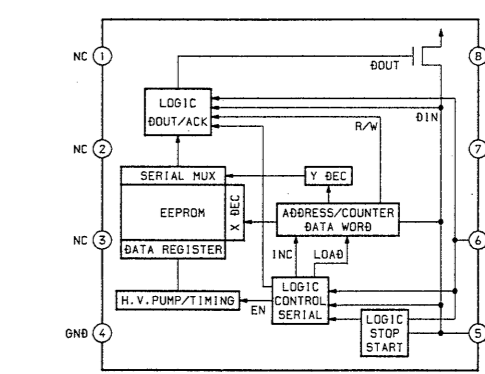 NC 1
8
DOUT
LOGIC
DOUT/ACK
DIN
R/W
NC 2
7
SERIAL MUX
Y DEC
EEPROM
X DEC
ADDRESS/COUNTER
DATA WORD
NC 3
6
DATA REGISTER
INC
LOAD
H.V.PUMP/TIMING
EN
LOGIC
CONTROL
SERIAL
LOGIC
STOP
START
GND 4
5